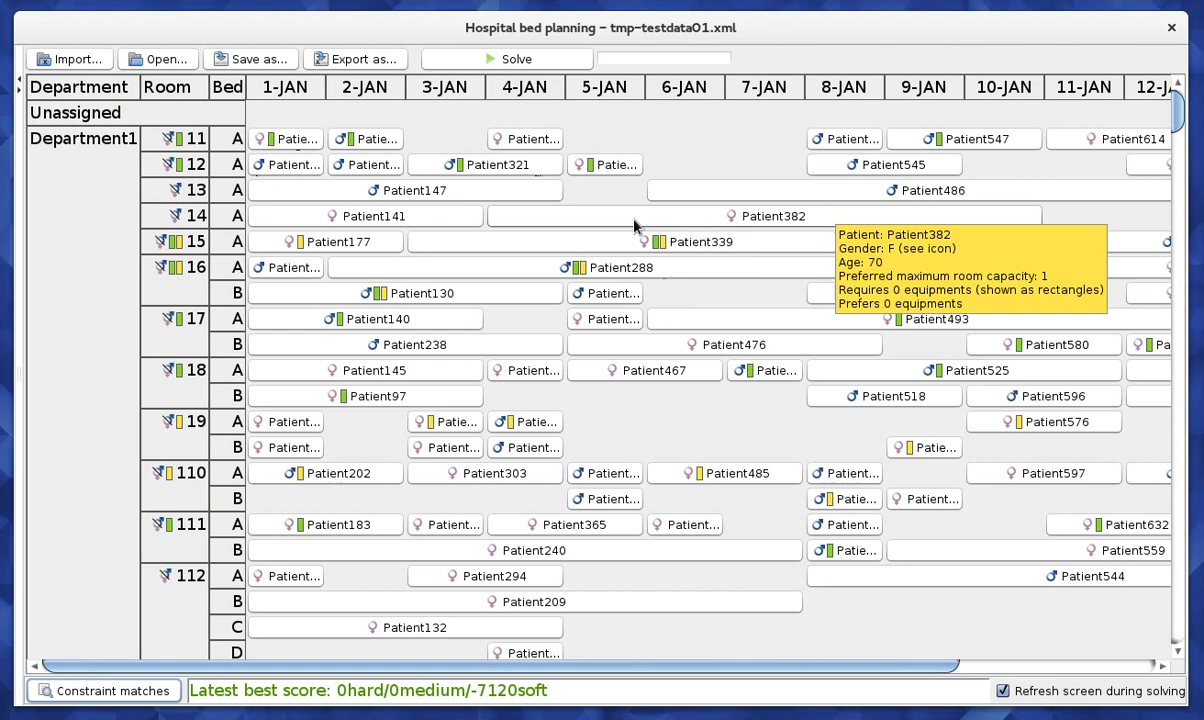 Hospital bed planning – tmp-testdata01.xml
Import... Open... Save as... Export as... Solve
Department Room Bed 1-JAN 2-JAN 3-JAN 4-JAN 5-JAN 6-JAN 7-JAN 8-JAN 9-JAN 10-JAN 11-JAN 12-JA
Unassigned
Department1 11 A Patie... Patie... Patient... Patient... Patient547 Patient614
12 A Patient... Patient... Patient321 Patie... Patient545
13 A Patient147 Patient486
14 A Patient141 Patient382
15 A Patient177 Patient339
16 A Patient... Patient288
B Patient130 Patient...
Patient: Patient382
Gender: F (see icon)
Age: 70
Preferred maximum room capacity: 1
Requires 0 equipments (shown as rectangles)
Prefers 0 equipments
17 A Patient140 Patient... Patient493
B Patient238 Patient476 Patient580 Pa
18 A Patient145 Patient... Patient467 Patie... Patient525
B Patient97 Patient518 Patient596
19 A Patient... Patie... Patie... Patient576
B Patient... Patient... Patient... Patie...
110 A Patient202 Patient303 Patient... Patient485 Patient... Patient597
B Patient... Patie... Patient...
111 A Patient183 Patient... Patient365 Patient... Patient... Patient632
B Patient240 Patie... Patient559
112 A Patient... Patient294 Patient544
B Patient209
C Patient132
D Patient...
Constraint matches Latest best score: 0hard/0medium/-7120soft Refresh screen during solving